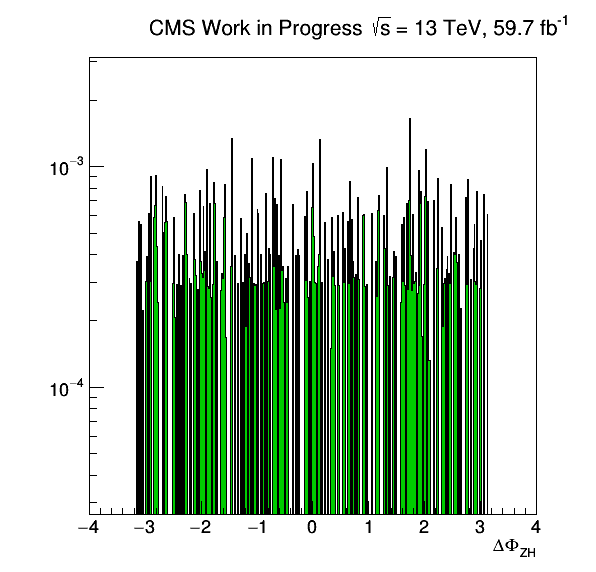 CMS Work in Progress √s = 13 TeV, 59.7 fb⁻¹
10⁻³
10⁻⁴
−4 −3 −2 −1 0 1 2 3 4
ΔΦ_ZH